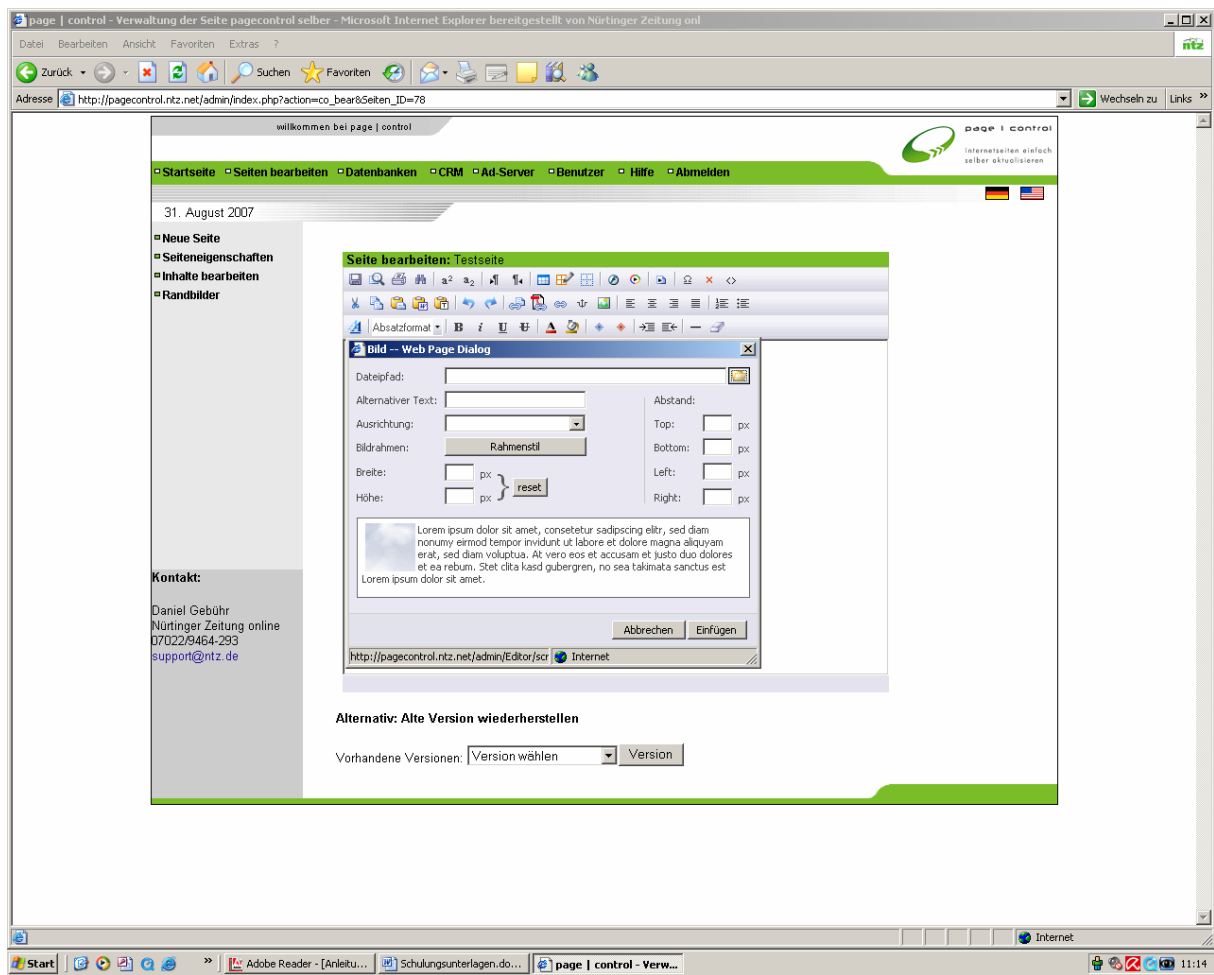 page | control - Verwaltung der Seite pagecontrol selber - Microsoft Internet Explorer bereitgestellt von Nürtinger Zeitung onl
Datei Bearbeiten Ansicht Favoriten Extras ?
ntz
Zurück Suchen Favoriten
Adresse http://pagecontrol.ntz.net/admin/index.php?action=co_bear&Seiten_ID=78 Wechseln zu Links »
willkommen bei page | control
page | control
Internetseiten einfach
selber aktualisieren
Startseite Seiten bearbeiten Datenbanken CRM Ad-Server Benutzer Hilfe Abmelden
31. August 2007
Neue Seite
Seiteneigenschaften
Inhalte bearbeiten
Randbilder
Kontakt:
Daniel Gebühr
Nürtinger Zeitung online
07022/9464-293
support@ntz.de
Seite bearbeiten: Testseite
Absatzformat B i U
Bild -- Web Page Dialog
Dateipfad:
Alternativer Text: Abstand:
Ausrichtung: Top: px
Bildrahmen: Rahmenstil Bottom: px
Breite: px reset Left: px
Höhe: px Right: px
Lorem ipsum dolor sit amet, consetetur sadipscing elitr, sed diam
nonumy eirmod tempor invidunt ut labore et dolore magna aliquyam
erat, sed diam voluptua. At vero eos et accusam et justo duo dolores
et ea rebum. Stet clita kasd gubergren, no sea takimata sanctus est
Lorem ipsum dolor sit amet.
Abbrechen Einfügen
http://pagecontrol.ntz.net/admin/Editor/scr Internet
Alternativ: Alte Version wiederherstellen
Vorhandene Versionen: Version wählen Version
Internet
Start » Adobe Reader - [Anleitu... Schulungsunterlagen.do... page | control - Verw... 11:14